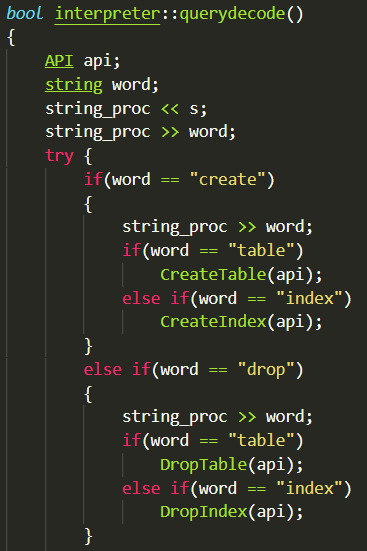 bool interpreter::querydecode()
{
    API api;
    string word;
    string_proc << s;
    string_proc >> word;
    try {
        if(word == "create")
        {
            string_proc >> word;
            if(word == "table")
                CreateTable(api);
            else if(word == "index")
                CreateIndex(api);
        }
        else if(word == "drop")
        {
            string_proc >> word;
            if(word == "table")
                DropTable(api);
            else if(word == "index")
                DropIndex(api);
        }